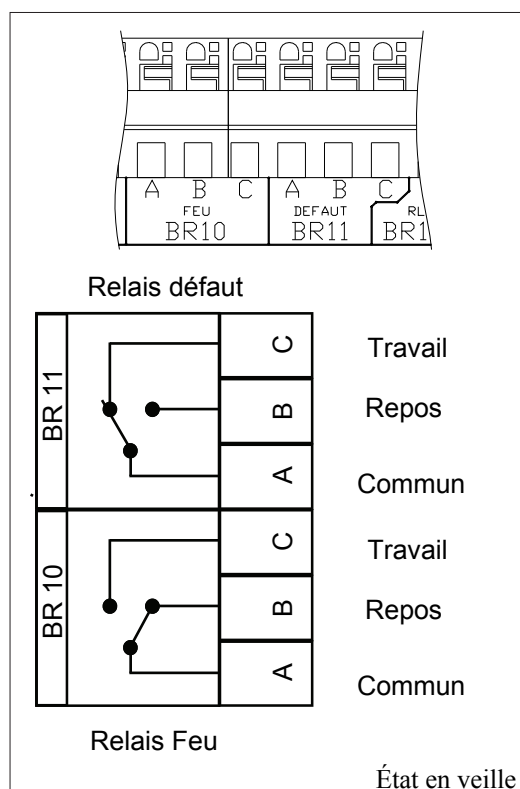 A B C A B C
FEU DEFAUT RL
BR10 BR11 BR1
Relais défaut
BR 11
C Travail
B Repos
A Commun
BR 10
C Travail
B Repos
A Commun
Relais Feu
État en veille